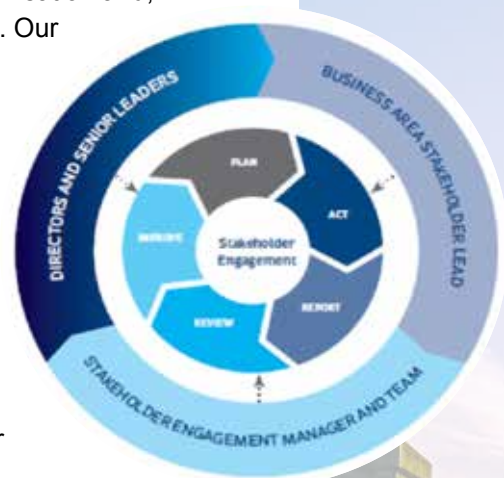 . Our
DIRECTORS AND SENIOR LEADERS
BUSINESS AREA STAKEHOLDER LEAD
PLAN
ACT
IMPROVE
Stakeholder
Engagement
REPORT
REVIEW
STAKEHOLDER ENGAGEMENT MANAGER AND TEAM